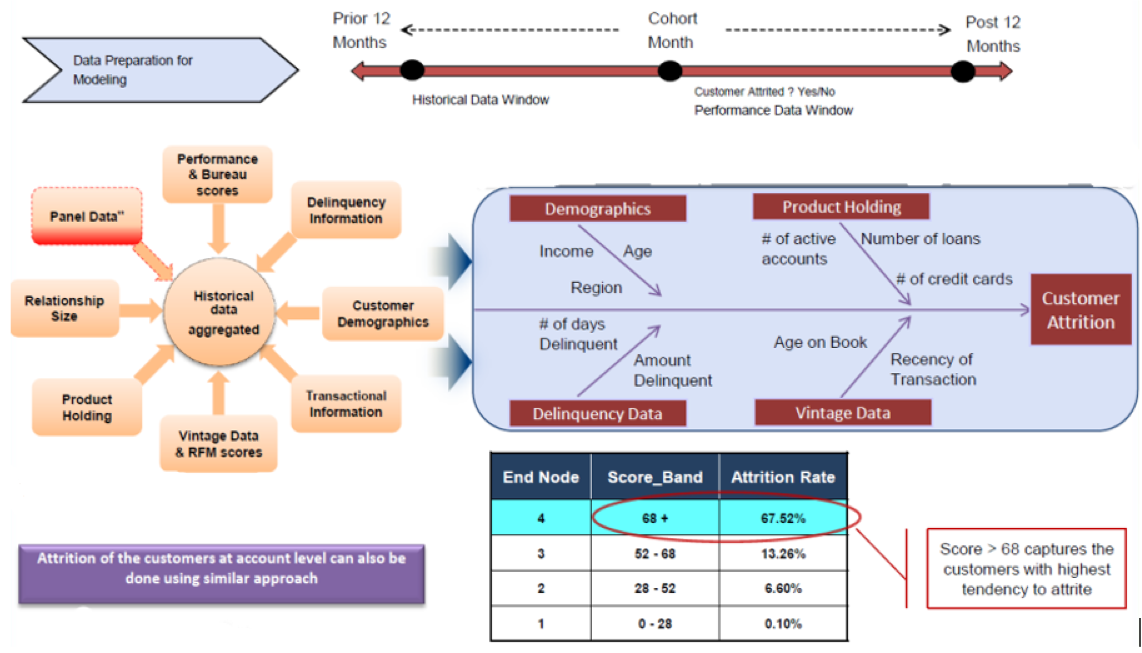 Prior 12
Months
Cohort
Month
Post 12
Months
Data Preparation for
Modeling
Historical Data Window
Customer Attrited ? Yes/No
Performance Data Window
Performance
& Bureau
scores
Panel Data"
Delinquency
Information
Relationship
Size
Historical
data
aggregated
Customer
Demographics
Product
Holding
Transactional
Information
Vintage Data
& RFM scores
Demographics
Income
Age
Region
Product Holding
# of active
accounts
Number of loans
# of credit cards
Customer
Attrition
# of days
Delinquent
Amount
Delinquent
Delinquency Data
Age on Book
Recency of
Transaction
Vintage Data
End Node Score_Band Attrition Rate
4 68 + 67.52%
3 52 - 68 13.26%
2 28 - 52 6.60%
1 0 - 28 0.10%
Score > 68 captures the
customers with highest
tendency to attrite
Attrition of the customers at account level can also be
done using similar approach